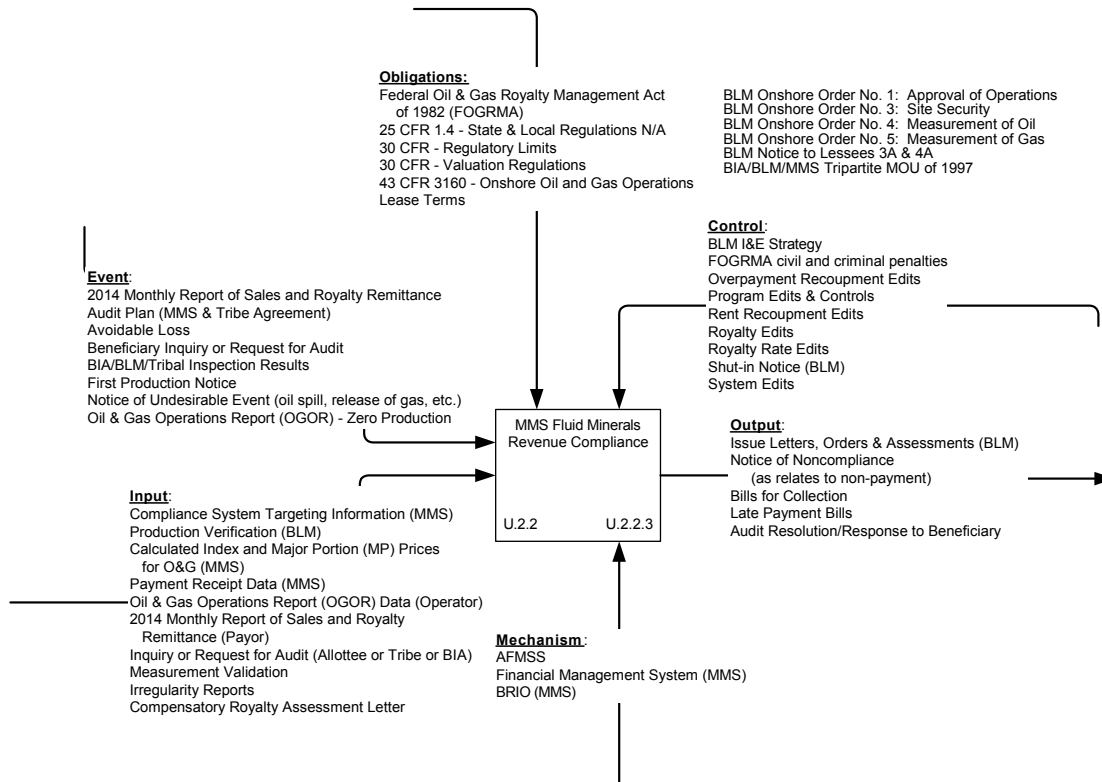 Obligations:
Federal Oil & Gas Royalty Management Act
of 1982 (FOGRMA)
25 CFR 1.4 - State & Local Regulations N/A
30 CFR - Regulatory Limits
30 CFR - Valuation Regulations
43 CFR 3160 - Onshore Oil and Gas Operations
Lease Terms
BLM Onshore Order No. 1: Approval of Operations
BLM Onshore Order No. 3: Site Security
BLM Onshore Order No. 4: Measurement of Oil
BLM Onshore Order No. 5: Measurement of Gas
BLM Notice to Lessees 3A & 4A
BIA/BLM/MMS Tripartite MOU of 1997
Control:
BLM I&E Strategy
FOGRMA civil and criminal penalties
Overpayment Recoupment Edits
Program Edits & Controls
Rent Recoupment Edits
Royalty Edits
Royalty Rate Edits
Shut-in Notice (BLM)
System Edits
Event:
2014 Monthly Report of Sales and Royalty Remittance
Audit Plan (MMS & Tribe Agreement)
Avoidable Loss
Beneficiary Inquiry or Request for Audit
BIA/BLM/Tribal Inspection Results
First Production Notice
Notice of Undesirable Event (oil spill, release of gas, etc.)
Oil & Gas Operations Report (OGOR) - Zero Production
MMS Fluid Minerals
Revenue Compliance
U.2.2 U.2.2.3
Output:
Issue Letters, Orders & Assessments (BLM)
Notice of Noncompliance
(as relates to non-payment)
Bills for Collection
Late Payment Bills
Audit Resolution/Response to Beneficiary
Input:
Compliance System Targeting Information (MMS)
Production Verification (BLM)
Calculated Index and Major Portion (MP) Prices
for O&G (MMS)
Payment Receipt Data (MMS)
Oil & Gas Operations Report (OGOR) Data (Operator)
2014 Monthly Report of Sales and Royalty
Remittance (Payor)
Inquiry or Request for Audit (Allottee or Tribe or BIA)
Measurement Validation
Irregularity Reports
Compensatory Royalty Assessment Letter
Mechanism:
AFMSS
Financial Management System (MMS)
BRIO (MMS)